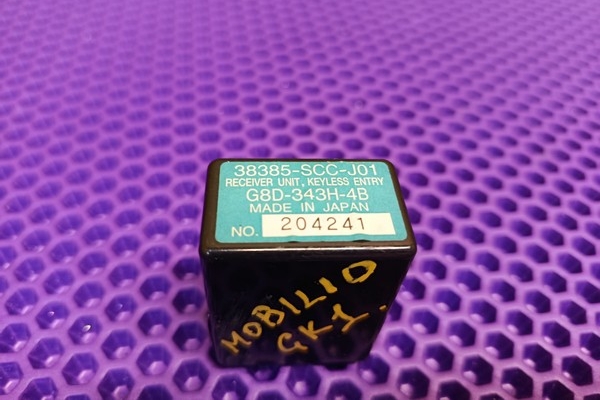 38385-SCC-J01
RECEIVER UNIT, KEYLESS ENTRY
G8D-343H-4B
MADE IN JAPAN
NO. 204241
MOBILIO
GK1.